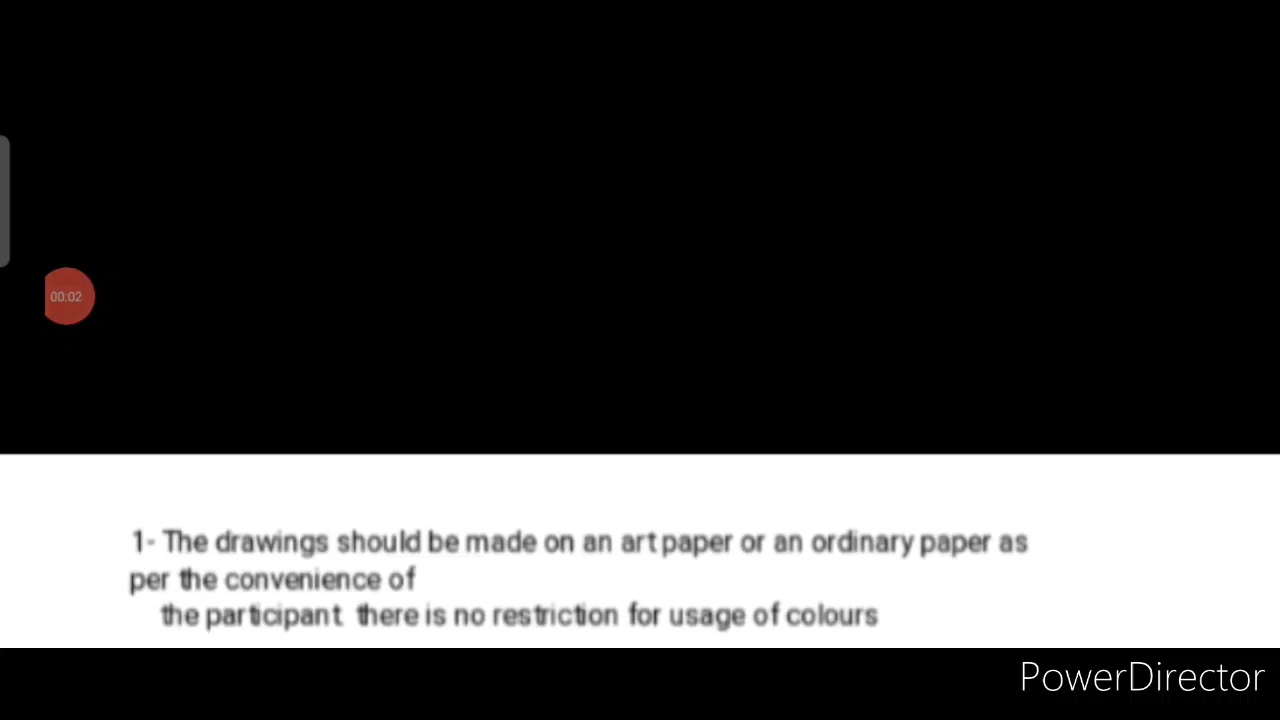 00:02
1- The drawings should be made on an art paper or an ordinary paper as
per the convenience of
the participant there is no restriction for usage of colours
PowerDirector